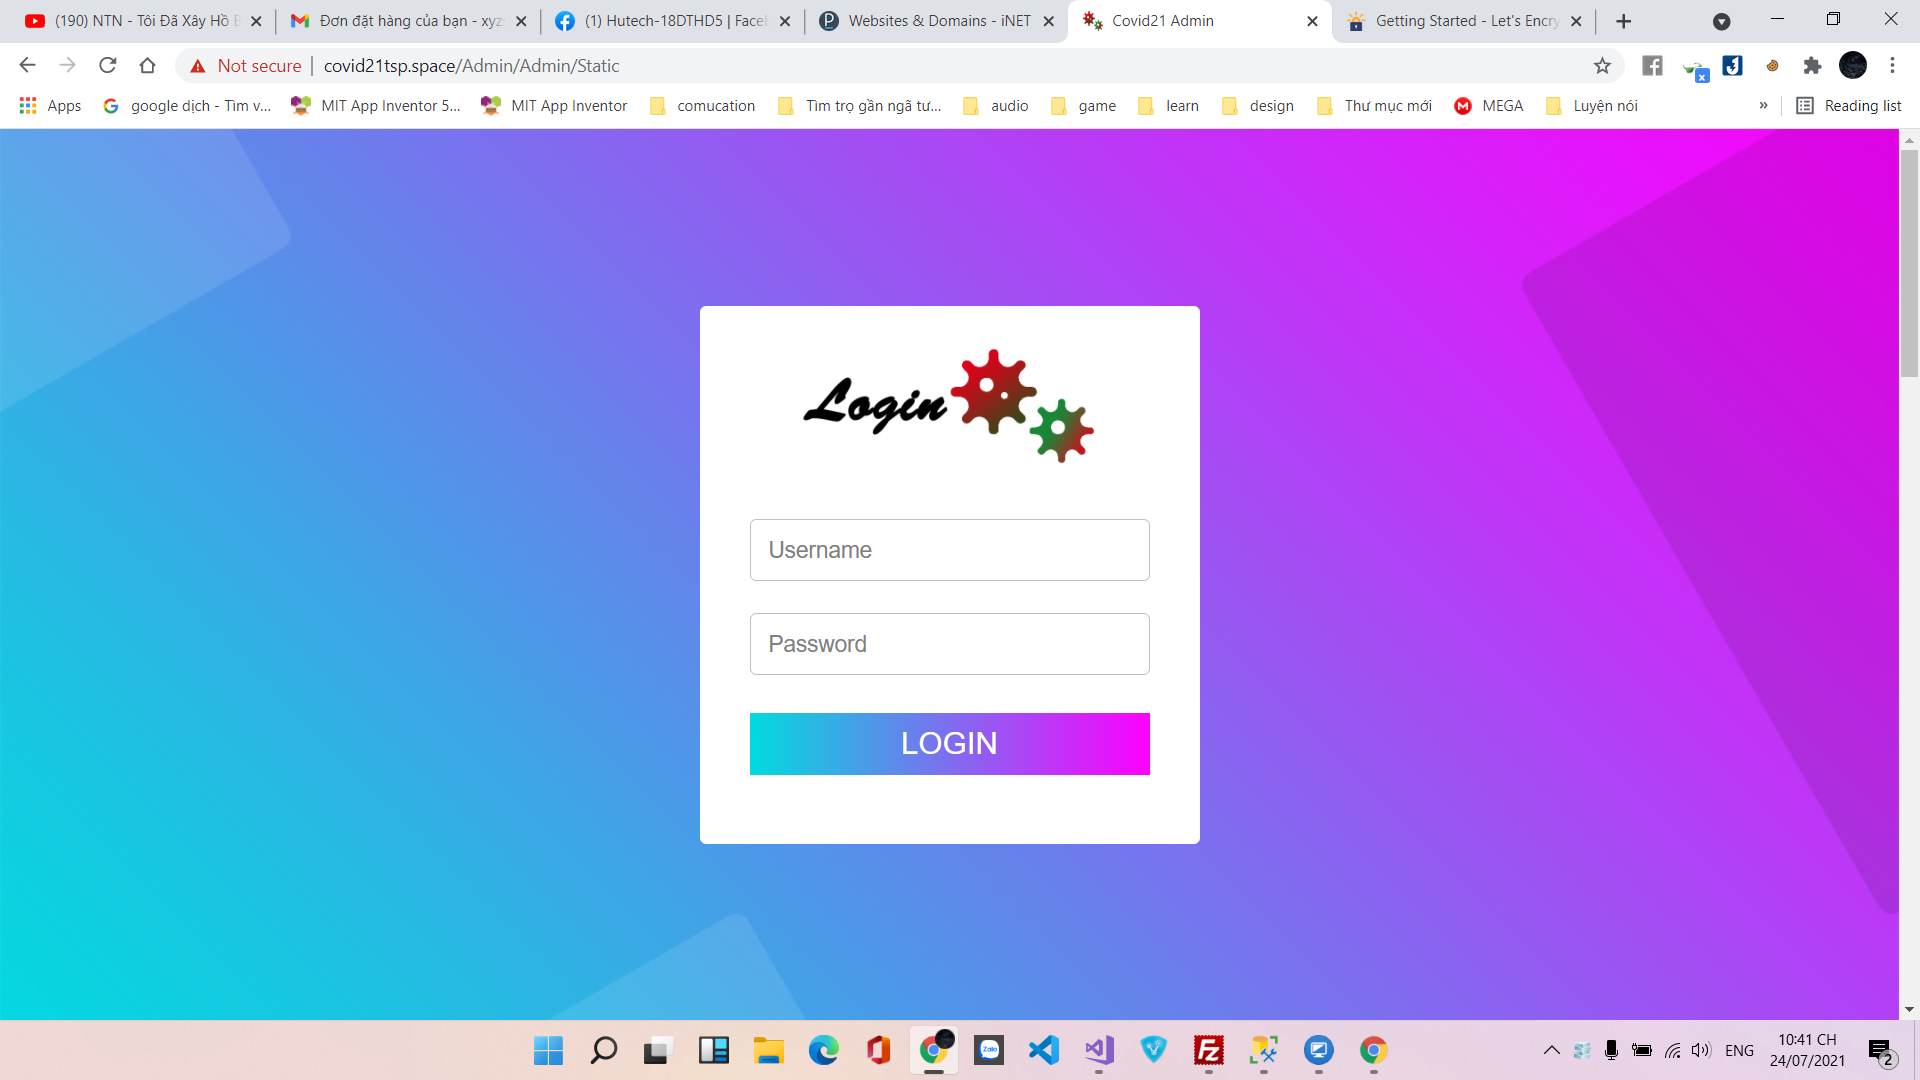 (190) NTN - Tôi Đã Xây Hồ B
Đơn đặt hàng của bạn - xyz
(1) Hutech-18DTHD5 | Face
Websites & Domains - iNET
Covid21 Admin
Getting Started - Let's Encry
Not secure
covid21tsp.space/Admin/Admin/Static
Apps
google dịch - Tìm v...
MIT App Inventor 5...
MIT App Inventor
comucation
Tìm trọ gần ngã tư...
audio
game
learn
design
Thư mục mới
MEGA
Luyện nói
»
Reading list
Login
Username
Password
LOGIN
Zalo
FZ
ENG
10:41 CH
24/07/2021
2